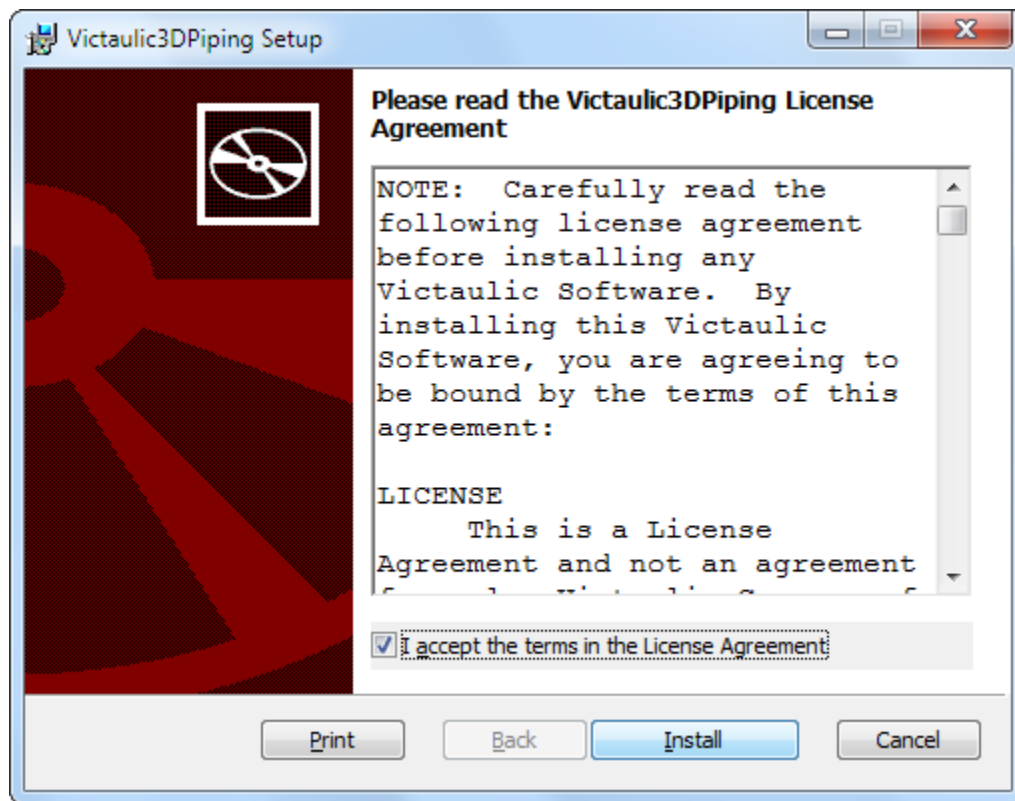 Victaulic3DPiping Setup
Please read the Victaulic3DPiping License
Agreement
NOTE:  Carefully read the
following license agreement
before installing any
Victaulic Software.  By
installing this Victaulic
Software, you are agreeing to
be bound by the terms of this
agreement:
LICENSE
This is a License
Agreement and not an agreement
I accept the terms in the License Agreement
Print
Back
Install
Cancel